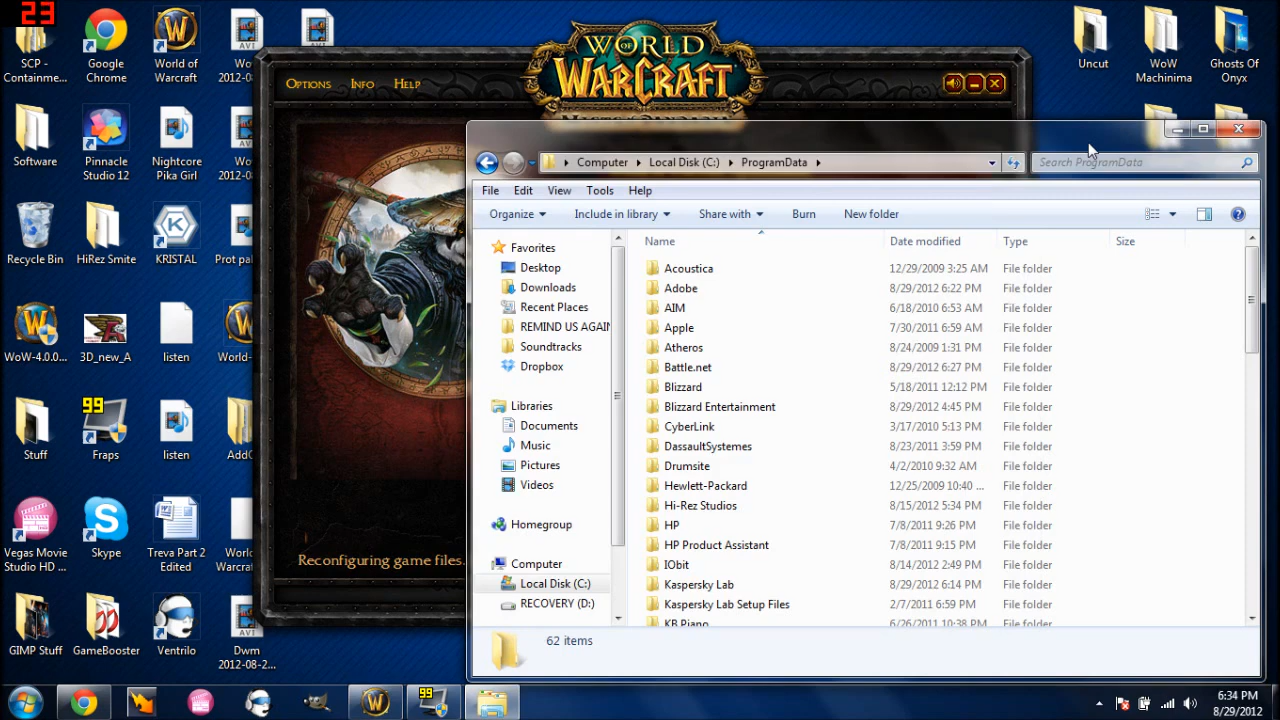 23
SCP -
Containme...
Google
Chrome
World of
Warcraft
Wo
2012-08
Uncut
WoW
Machinima
Ghosts Of
Onyx
Software
Pinnacle
Studio 12
Nightcore
Pika Girl
Wo
2012-0
Recycle Bin
HiRez Smite
KRISTAL
Prot pal
WoW-4.0.0...
3D_new_A
listen
World-
99
Stuff
Fraps
listen
AddO
Vegas Movie
Studio HD ...
Skype
Treva Part 2
Edited
World
Warcra
GIMP Stuff
GameBooster
Ventrilo
Dwm
2012-08-2...
Options Info Help
WORLD
OF
WARCRAFT
Reconfiguring game files.
Computer Local Disk (C:) ProgramData
Search ProgramData
File Edit View Tools Help
Organize Include in library Share with Burn New folder
Favorites
Desktop
Downloads
Recent Places
REMIND US AGAIN
Soundtracks
Dropbox
Libraries
Documents
Music
Pictures
Videos
Homegroup
Computer
Local Disk (C:)
RECOVERY (D:)
Name Date modified Type Size
Acoustica 12/29/2009 3:25 AM File folder
Adobe 8/29/2012 6:22 PM File folder
AIM 6/18/2010 6:53 AM File folder
Apple 7/30/2011 6:59 AM File folder
Atheros 8/24/2009 1:31 PM File folder
Battle.net 8/29/2012 6:27 PM File folder
Blizzard 5/18/2011 12:12 PM File folder
Blizzard Entertainment 8/29/2012 4:45 PM File folder
CyberLink 3/17/2010 5:13 PM File folder
DassaultSystemes 8/23/2011 3:59 PM File folder
Drumsite 4/2/2010 9:32 AM File folder
Hewlett-Packard 12/25/2009 10:40 ... File folder
Hi-Rez Studios 8/15/2012 5:34 PM File folder
HP 7/8/2011 9:26 PM File folder
HP Product Assistant 7/8/2011 9:15 PM File folder
IObit 8/14/2012 2:49 PM File folder
Kaspersky Lab 8/29/2012 6:14 PM File folder
Kaspersky Lab Setup Files 2/7/2011 6:59 PM File folder
KB Piano 6/26/2011 10:38 PM File folder
62 items
99
6:34 PM
8/29/2012